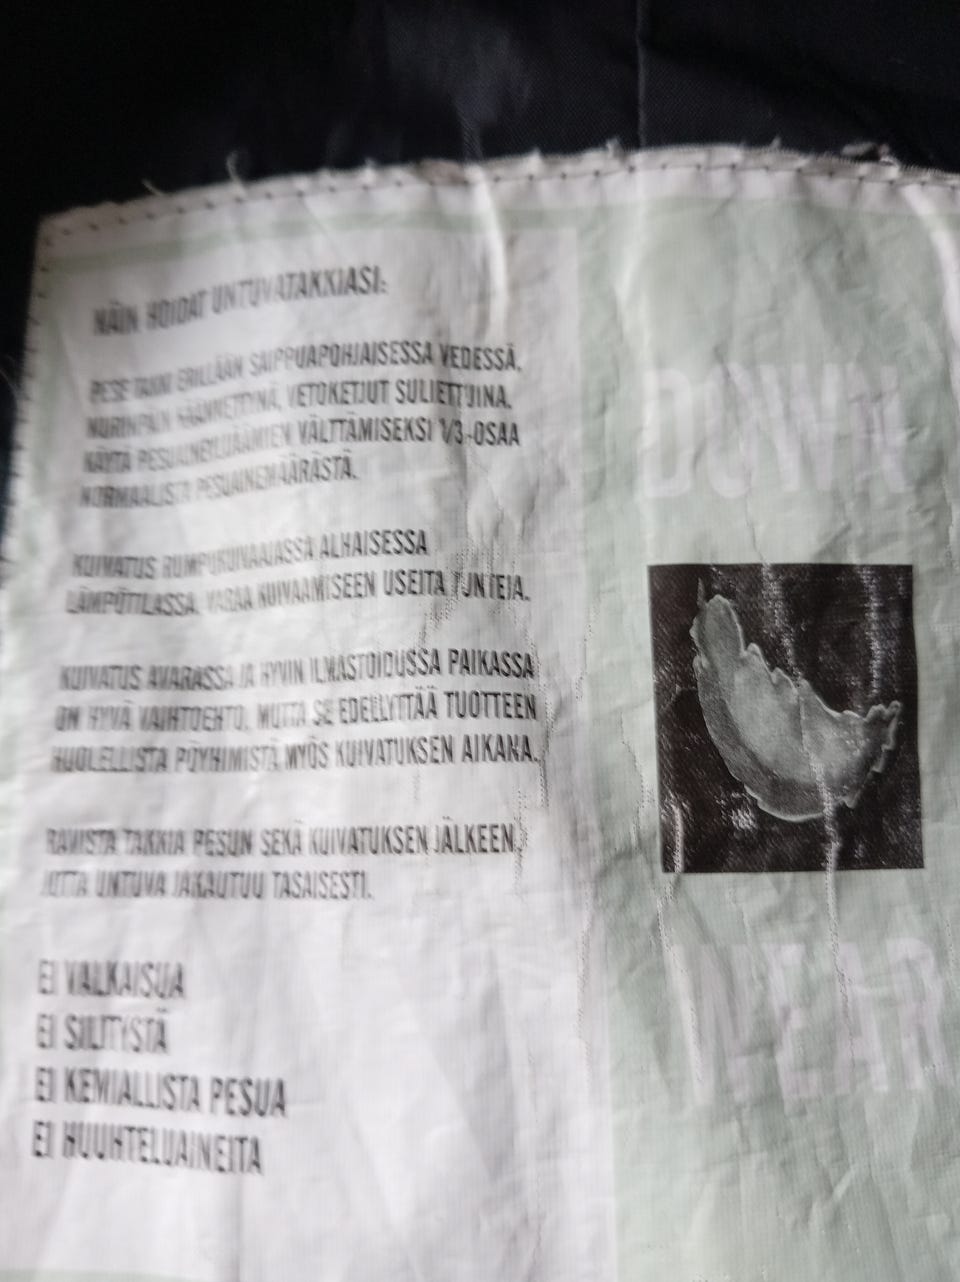 NÄIN HOIDAT UNTUVATAKKIASI:
PESE TAKKI ERILLÄÄN SAIPPUAPOHJAISESSA VEDESSÄ,
NURINPÄIN KÄÄNNETTYNÄ, VETOKETJUT SULJETTUINA.
KÄYTÄ PESUAINEJÄÄMIEN VÄLTTÄMISEKSI 1/3-OSAA
NORMAALISTA PESUAINEMÄÄRÄSTÄ.
KUIVATUS RUMPUKUIVAAJASSA ALHAISESSA
LÄMPÖTILASSA. VARAA KUIVAAMISEEN USEITA TUNTEJA.
KUIVATUS AVARASSA JA HYVIN ILMASTOIDUSSA PAIKASSA
ON HYVÄ VAIHTOEHTO, MUTTA SE EDELLYTTÄÄ TUOTTEEN
HUOLELLISTA PÖYHIMISTÄ MYÖS KUIVATUKSEN AIKANA.
RAVISTA TAKKIA PESUN SEKÄ KUIVATUKSEN JÄLKEEN,
JOTTA UNTUVA JAKAUTUU TASAISESTI.
EI VALKAISUA
EI SILITYSTÄ
EI KEMIALLISTA PESUA
EI HUUHTELUAINEITA
DOWN
WEAR